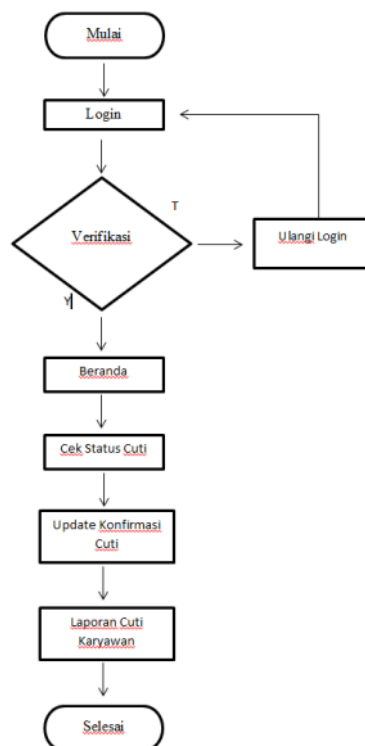 Mulai
Login
T
Verifikasi
Ulangi Login
Y
Beranda
Cek Status Cuti
Update Konfirmasi
Cuti
Laporan Cuti
Karyawan
Selesai